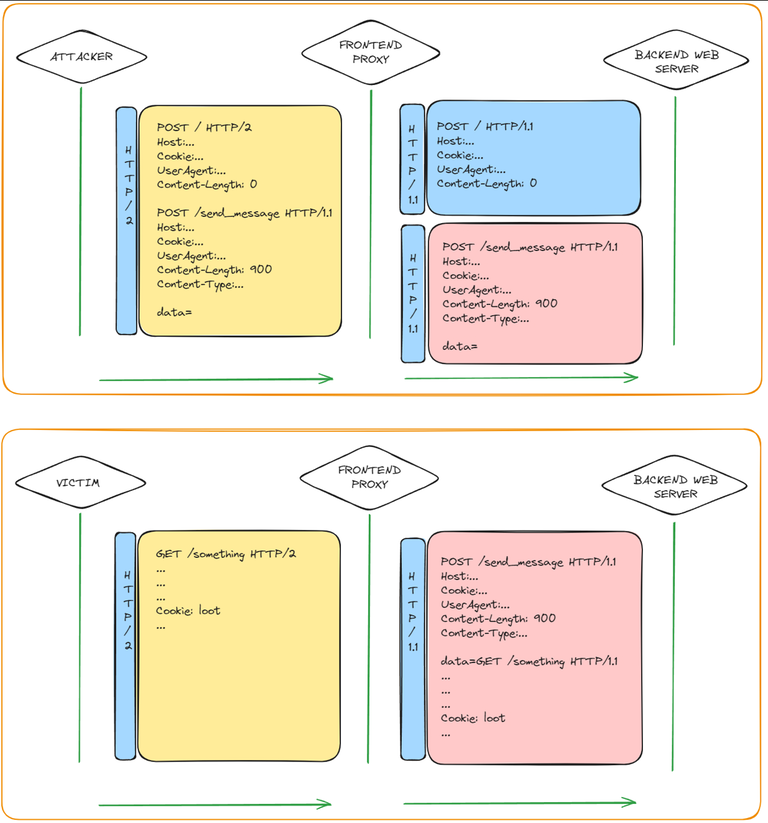 ATTACKER
FRONTEND
PROXY
BACKEND WEB
SERVER
HTTP/2
POST / HTTP/2
Host:...
Cookie:...
UserAgent:...
Content-Length: 0
POST /send_message HTTP/1.1
Host:...
Cookie:...
UserAgent:...
Content-Length: 900
Content-Type:...
data=
HTTP/1.1
POST / HTTP/1.1
Host:...
Cookie:...
UserAgent:...
Content-Length: 0
HTTP/1.1
POST /send_message HTTP/1.1
Host:...
Cookie:...
UserAgent:...
Content-Length: 900
Content-Type:...
data=
VICTIM
FRONTEND
PROXY
BACKEND WEB
SERVER
HTTP/2
GET /something HTTP/2
...
...
...
Cookie: loot
...
HTTP/1.1
POST /send_message HTTP/1.1
Host:...
Cookie:...
UserAgent:...
Content-Length: 900
Content-Type:...
data=GET /something HTTP/1.1
...
...
...
Cookie: loot
...